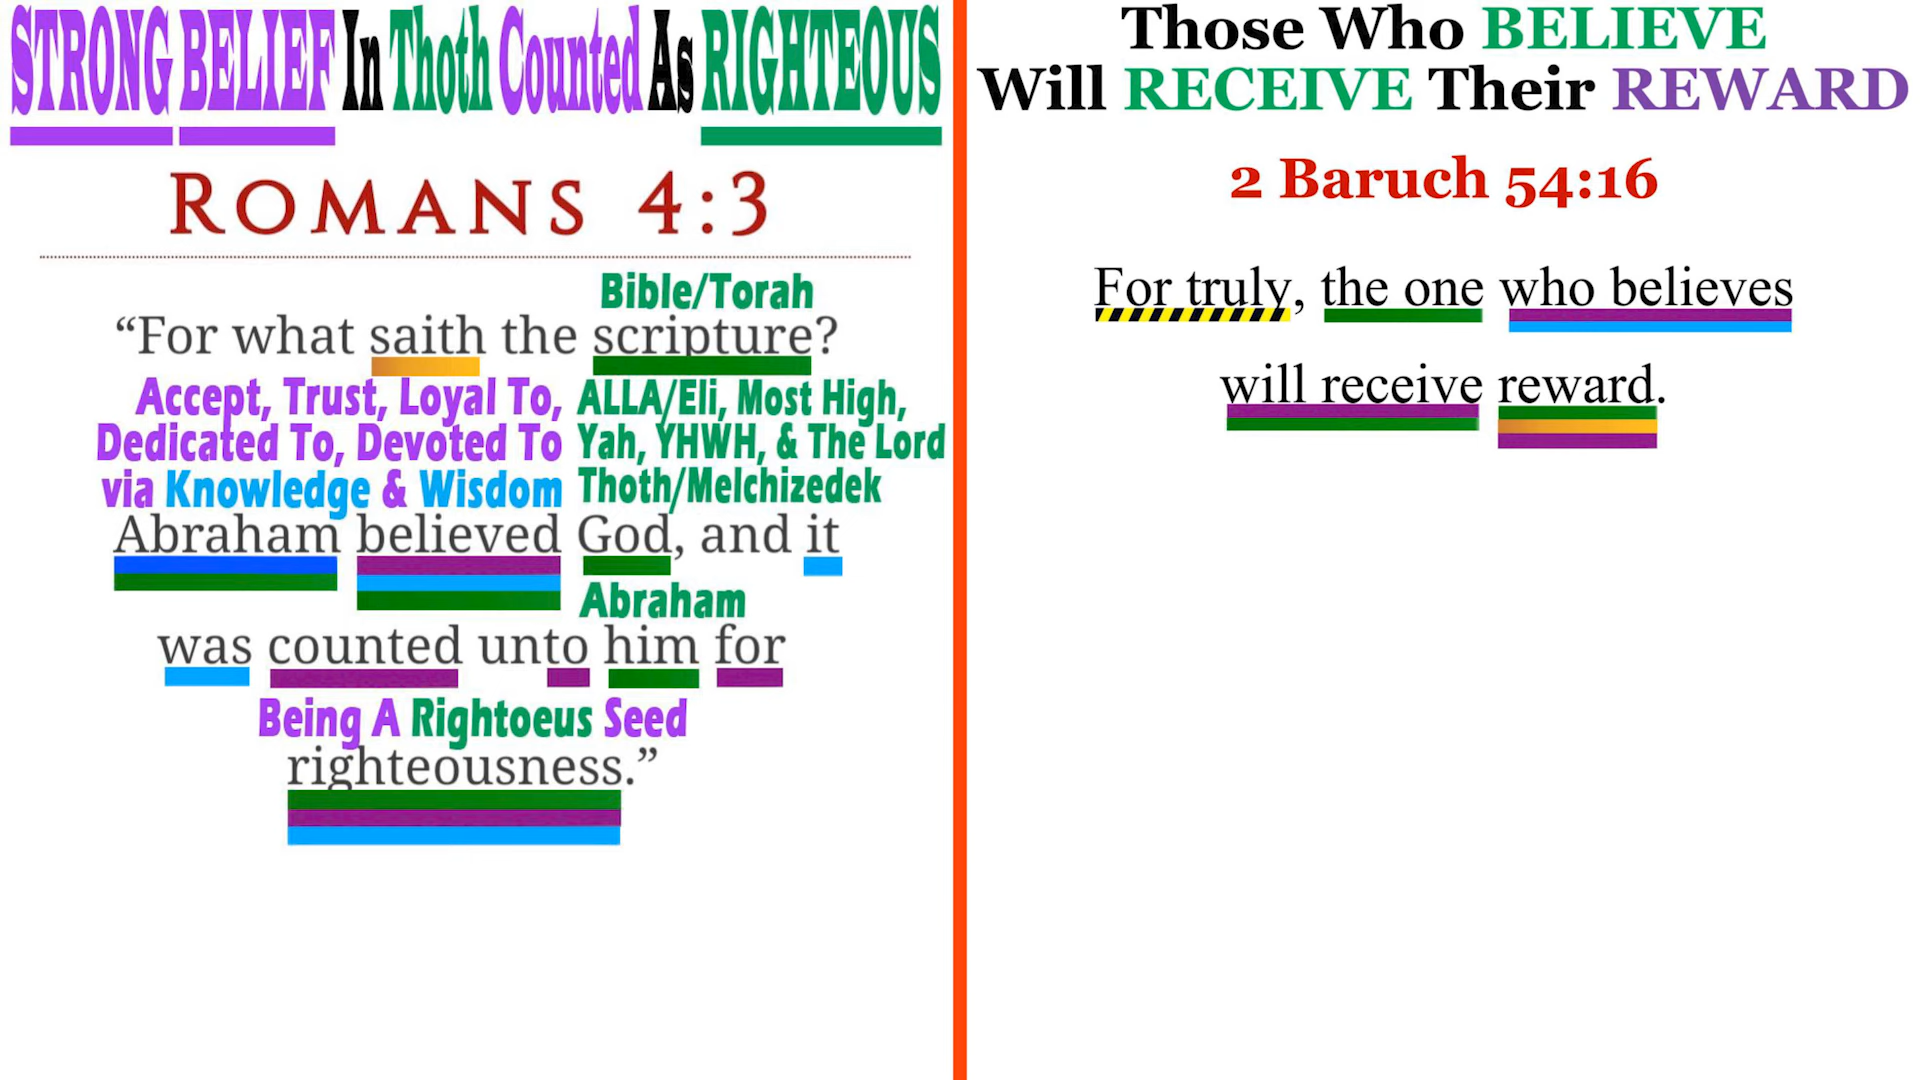 STRONG BELIEF In Thoth Counted As RIGHTEOUS
ROMANS 4:3
Bible/Torah
“For what saith the scripture?
Accept, Trust, Loyal To, ALLA/Eli, Most High,
Dedicated To, Devoted To Yah, YHWH, & The Lord
via Knowledge & Wisdom Thoth/Melchizedek
Abraham believed God, and it
Abraham
was counted unto him for
Being A Rightoeus Seed
righteousness.”
Those Who BELIEVE
Will RECEIVE Their REWARD
2 Baruch 54:16
For truly, the one who believes
will receive reward.